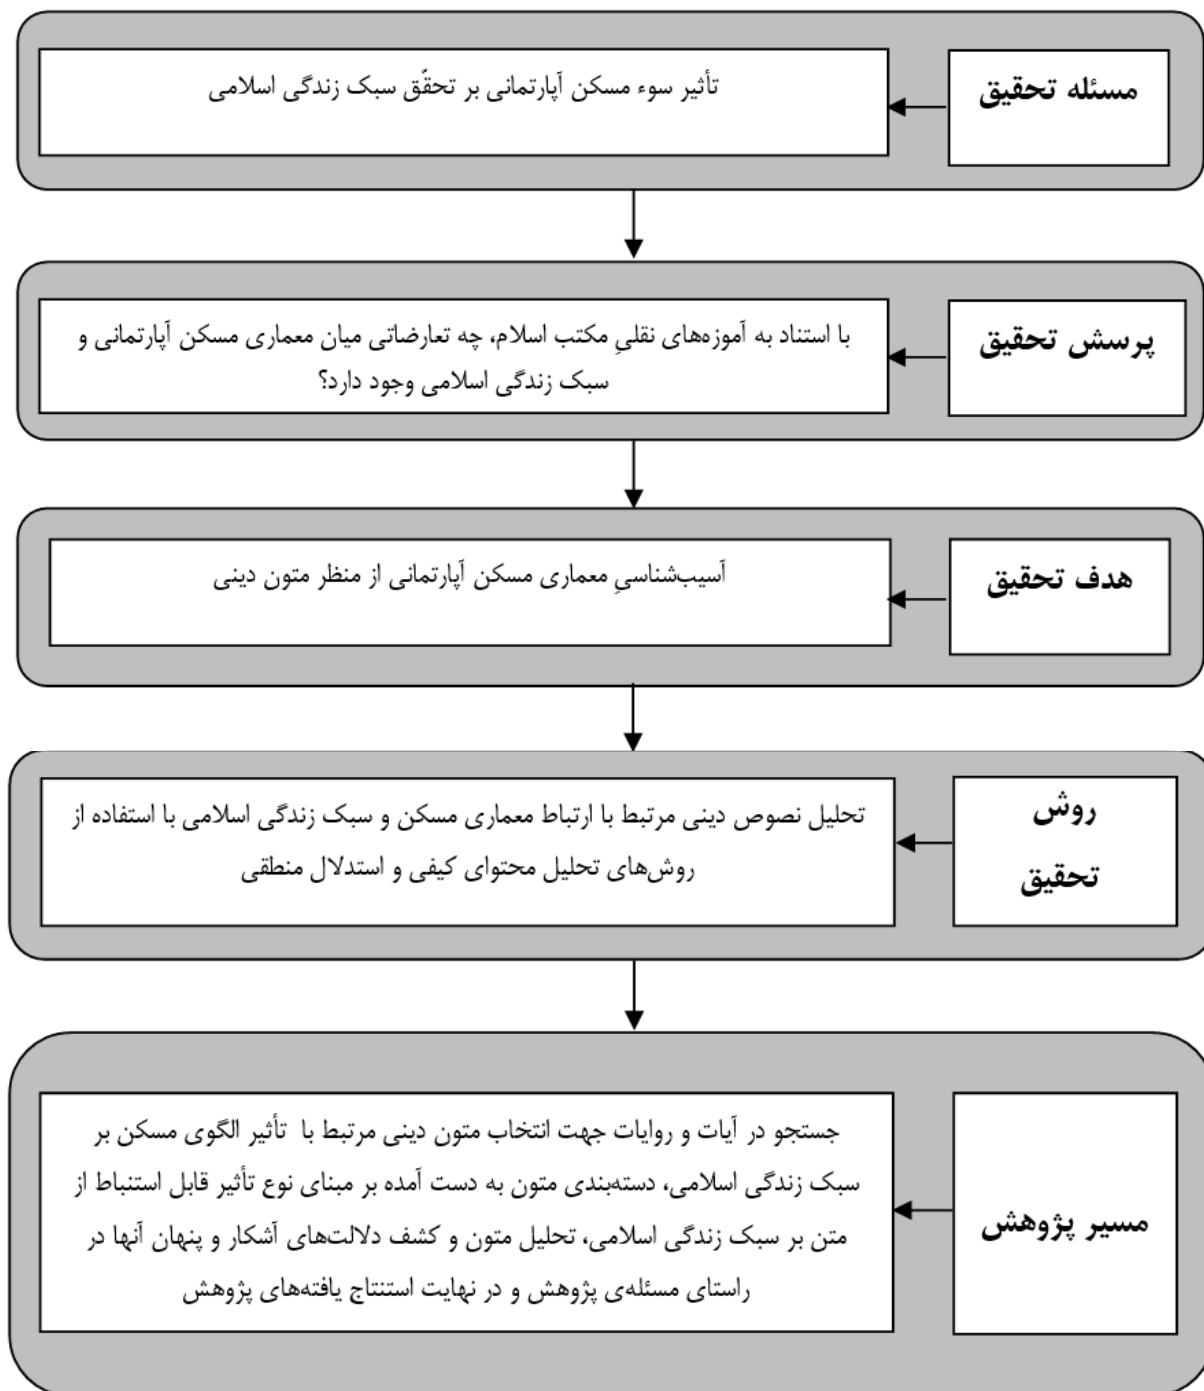 مسئله تحقیق
تأثیر سوء مسکن آپارتمانی بر تحقّق سبک زندگی اسلامی
پرسش تحقیق
با استناد به آموزه‌های نقلیِ مکتب اسلام، چه تعارضاتی میان معماری مسکن آپارتمانی و
سبک زندگی اسلامی وجود دارد؟
هدف تحقیق
آسیب‌شناسیِ معماری مسکن آپارتمانی از منظر متون دینی
روش
تحقیق
تحلیل نصوص دینی مرتبط با ارتباط معماری مسکن و سبک زندگی اسلامی با استفاده از
روش‌های تحلیل محتوای کیفی و استدلال منطقی
مسیر پژوهش
جستجو در آیات و روایات جهت انتخاب متون دینی مرتبط با تأثیر الگوی مسکن بر
سبک زندگی اسلامی، دسته‌بندی متون به دست آمده بر مبنای نوع تأثیر قابل استنباط از
متن بر سبک زندگی اسلامی، تحلیل متون و کشف دلالت‌های آشکار و پنهان آنها در
راستای مسئله‌ی پژوهش و در نهایت استنتاج یافته‌های پژوهش